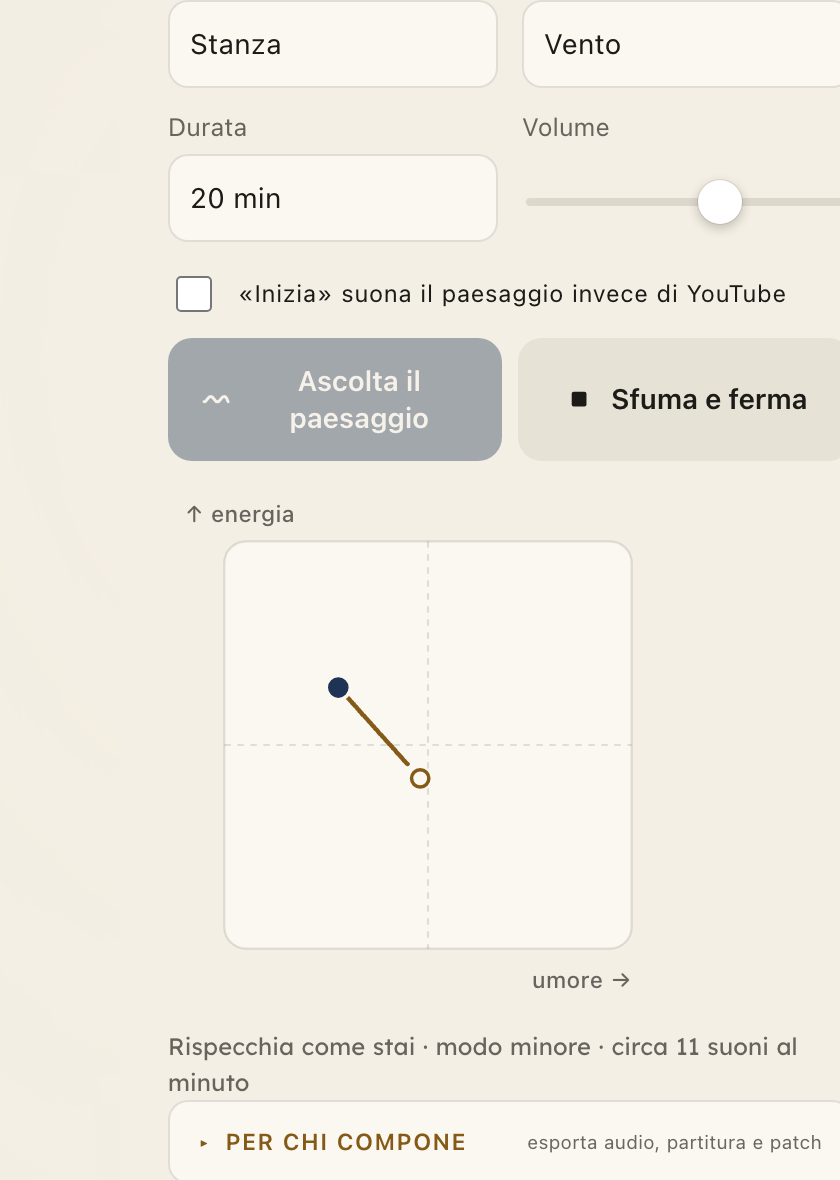 Stanza
Vento
Durata
Volume
20 min
«Inizia» suona il paesaggio invece di YouTube
Ascolta il
paesaggio
Sfuma e ferma
↑ energia
umore →
Rispecchia come stai · modo minore · circa 11 suoni al
minuto
▸ PER CHI COMPONE
esporta audio, partitura e patch